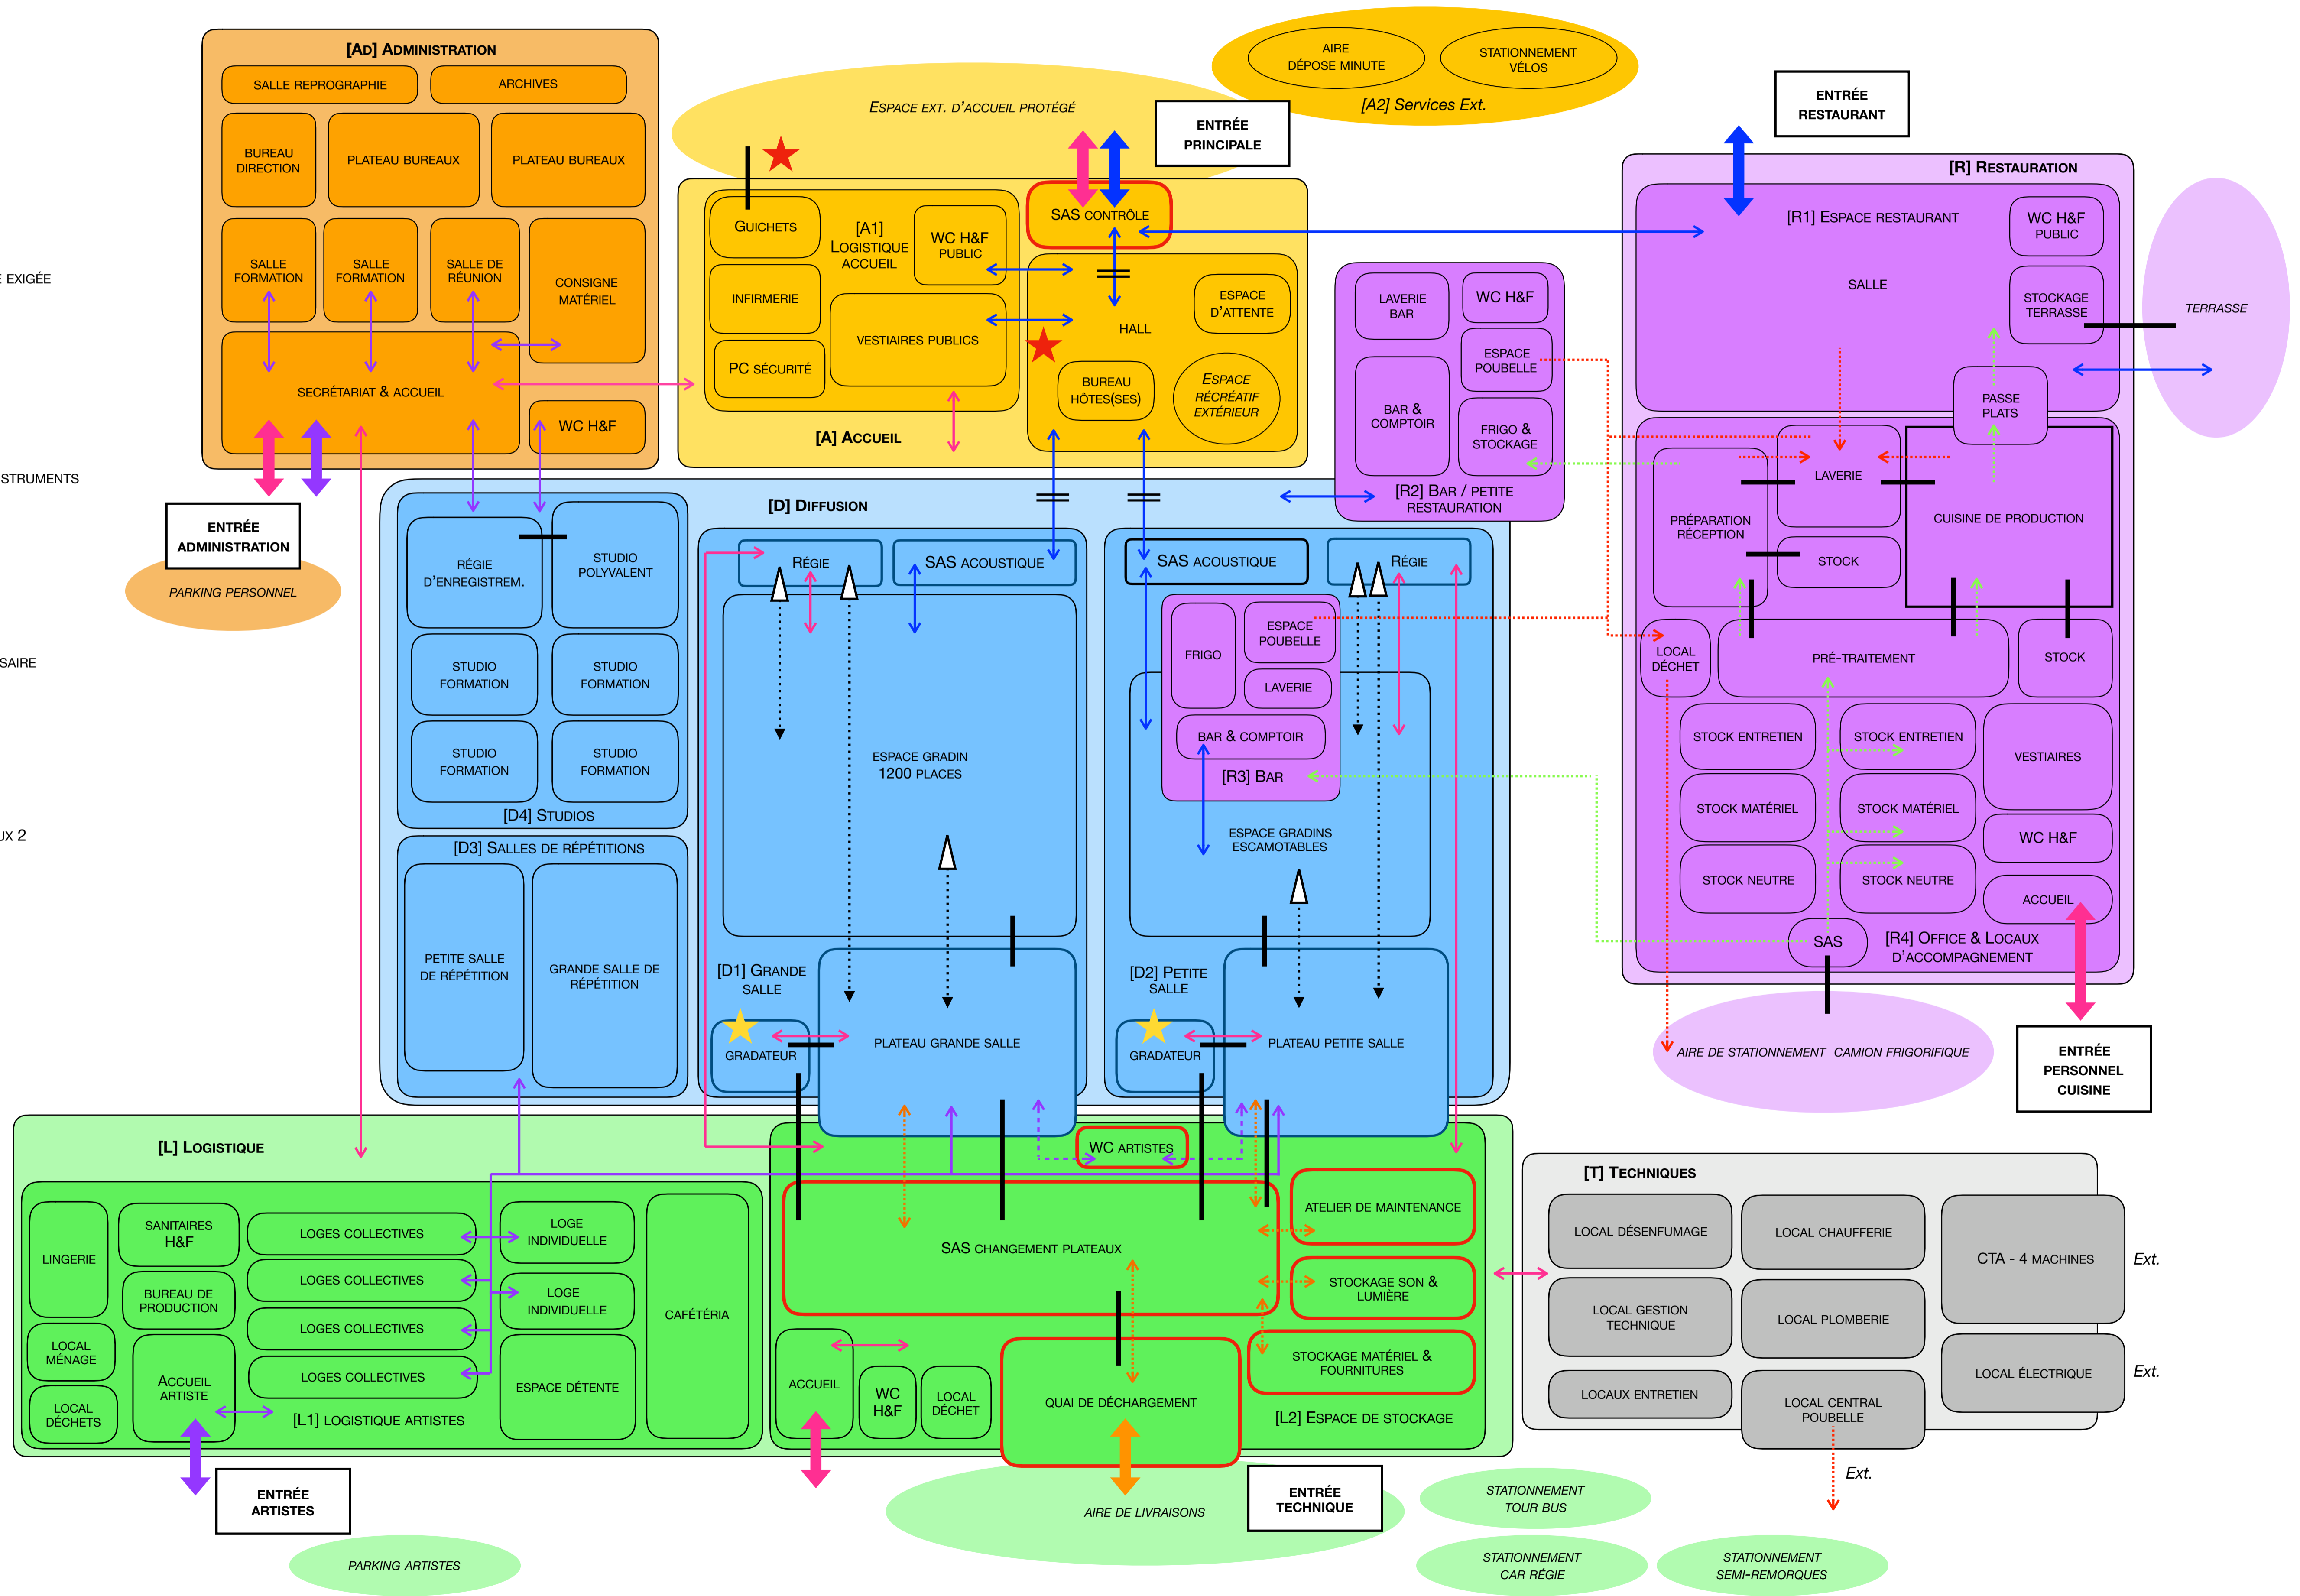 E EXIGÉE
STRUMENTS
SAIRE
UX 2
[AD] ADMINISTRATION
SALLE REPROGRAPHIE
ARCHIVES
BUREAU
DIRECTION
PLATEAU BUREAUX
PLATEAU BUREAUX
SALLE
FORMATION
SALLE
FORMATION
SALLE DE
RÉUNION
CONSIGNE
MATÉRIEL
SECRÉTARIAT & ACCUEIL
WC H&F
ENTRÉE
ADMINISTRATION
PARKING PERSONNEL
ESPACE EXT. D'ACCUEIL PROTÉGÉ
ENTRÉE
PRINCIPALE
AIRE
DÉPOSE MINUTE
STATIONNEMENT
VÉLOS
[A2] Services Ext.
GUICHETS
[A1]
LOGISTIQUE
ACCUEIL
WC H&F
PUBLIC
INFIRMERIE
VESTIAIRES PUBLICS
PC SÉCURITÉ
SAS CONTRÔLE
ESPACE
D'ATTENTE
HALL
BUREAU
HÔTES(SES)
ESPACE
RÉCRÉATIF
EXTÉRIEUR
[A] ACCUEIL
LAVERIE
BAR
WC H&F
ESPACE
POUBELLE
BAR &
COMPTOIR
FRIGO &
STOCKAGE
[R2] BAR / PETITE
RESTAURATION
ENTRÉE
RESTAURANT
[R] RESTAURATION
[R1] ESPACE RESTAURANT
WC H&F
PUBLIC
SALLE
STOCKAGE
TERRASSE
TERRASSE
PASSE
PLATS
LAVERIE
PRÉPARATION
RÉCEPTION
CUISINE DE PRODUCTION
STOCK
LOCAL
DÉCHET
PRÉ-TRAITEMENT
STOCK
STOCK ENTRETIEN
STOCK ENTRETIEN
VESTIAIRES
STOCK MATÉRIEL
STOCK MATÉRIEL
WC H&F
STOCK NEUTRE
STOCK NEUTRE
ACCUEIL
SAS
[R4] OFFICE & LOCAUX
D'ACCOMPAGNEMENT
AIRE DE STATIONNEMENT CAMION FRIGORIFIQUE
ENTRÉE
PERSONNEL
CUISINE
[D] DIFFUSION
RÉGIE
D'ENREGISTREM.
STUDIO
POLYVALENT
STUDIO
FORMATION
STUDIO
FORMATION
STUDIO
FORMATION
STUDIO
FORMATION
[D4] STUDIOS
[D3] SALLES DE RÉPÉTITIONS
PETITE SALLE
DE RÉPÉTITION
GRANDE SALLE DE
RÉPÉTITION
RÉGIE
SAS ACOUSTIQUE
ESPACE GRADIN
1200 PLACES
[D1] GRANDE
SALLE
GRADATEUR
PLATEAU GRANDE SALLE
SAS ACOUSTIQUE
RÉGIE
FRIGO
ESPACE
POUBELLE
LAVERIE
BAR & COMPTOIR
[R3] BAR
ESPACE GRADINS
ESCAMOTABLES
[D2] PETITE
SALLE
GRADATEUR
PLATEAU PETITE SALLE
[L] LOGISTIQUE
LINGERIE
SANITAIRES
H&F
BUREAU DE
PRODUCTION
LOCAL
MÉNAGE
LOCAL
DÉCHETS
ACCUEIL
ARTISTE
LOGES COLLECTIVES
LOGES COLLECTIVES
LOGES COLLECTIVES
LOGES COLLECTIVES
[L1] LOGISTIQUE ARTISTES
LOGE
INDIVIDUELLE
LOGE
INDIVIDUELLE
ESPACE DÉTENTE
CAFÉTÉRIA
WC ARTISTES
SAS CHANGEMENT PLATEAUX
ATELIER DE MAINTENANCE
STOCKAGE SON &
LUMIÈRE
STOCKAGE MATÉRIEL &
FOURNITURES
ACCUEIL
WC
H&F
LOCAL
DÉCHET
QUAI DE DÉCHARGEMENT
[L2] ESPACE DE STOCKAGE
ENTRÉE
ARTISTES
PARKING ARTISTES
AIRE DE LIVRAISONS
ENTRÉE
TECHNIQUE
STATIONNEMENT
TOUR BUS
STATIONNEMENT
CAR RÉGIE
STATIONNEMENT
SEMI-REMORQUES
[T] TECHNIQUES
LOCAL DÉSENFUMAGE
LOCAL CHAUFFERIE
CTA - 4 MACHINES
Ext.
LOCAL GESTION
TECHNIQUE
LOCAL PLOMBERIE
LOCAL ÉLECTRIQUE
Ext.
LOCAUX ENTRETIEN
LOCAL CENTRAL
POUBELLE
Ext.